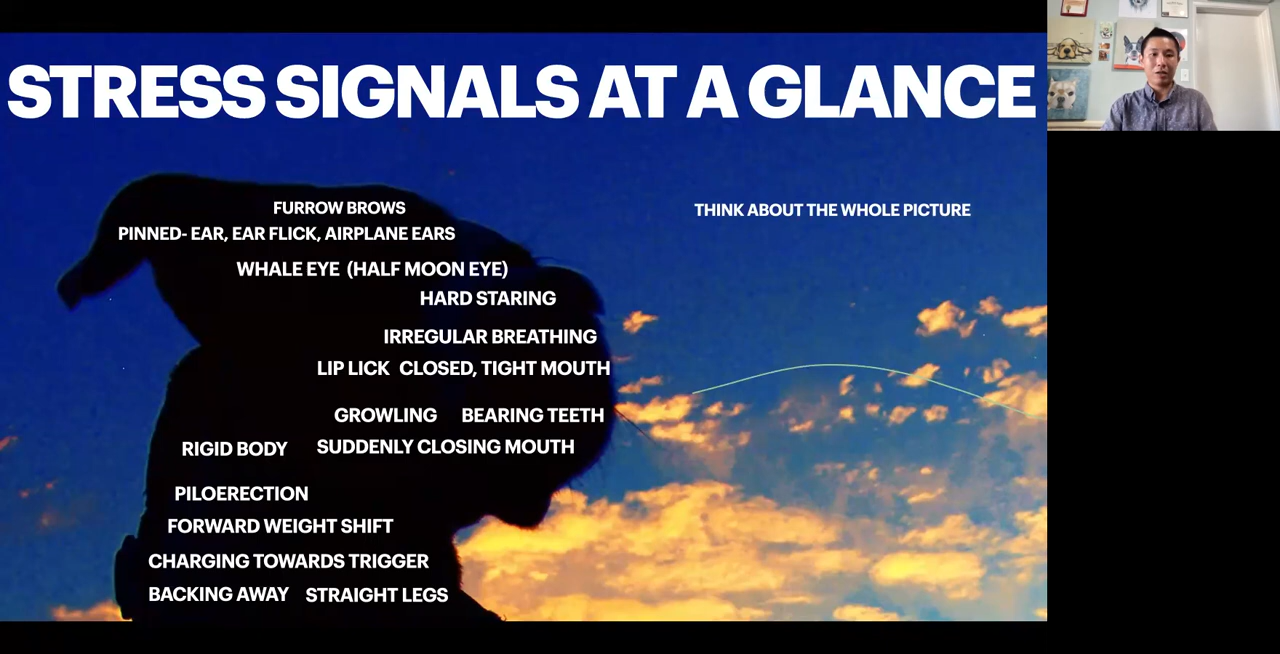 STRESS SIGNALS AT A GLANCE
FURROW BROWS
THINK ABOUT THE WHOLE PICTURE
PINNED- EAR, EAR FLICK, AIRPLANE EARS
WHALE EYE (HALF MOON EYE)
HARD STARING
IRREGULAR BREATHING
LIP LICK CLOSED, TIGHT MOUTH
GROWLING BEARING TEETH
RIGID BODY SUDDENLY CLOSING MOUTH
PILOERECTION
FORWARD WEIGHT SHIFT
CHARGING TOWARDS TRIGGER
BACKING AWAY STRAIGHT LEGS